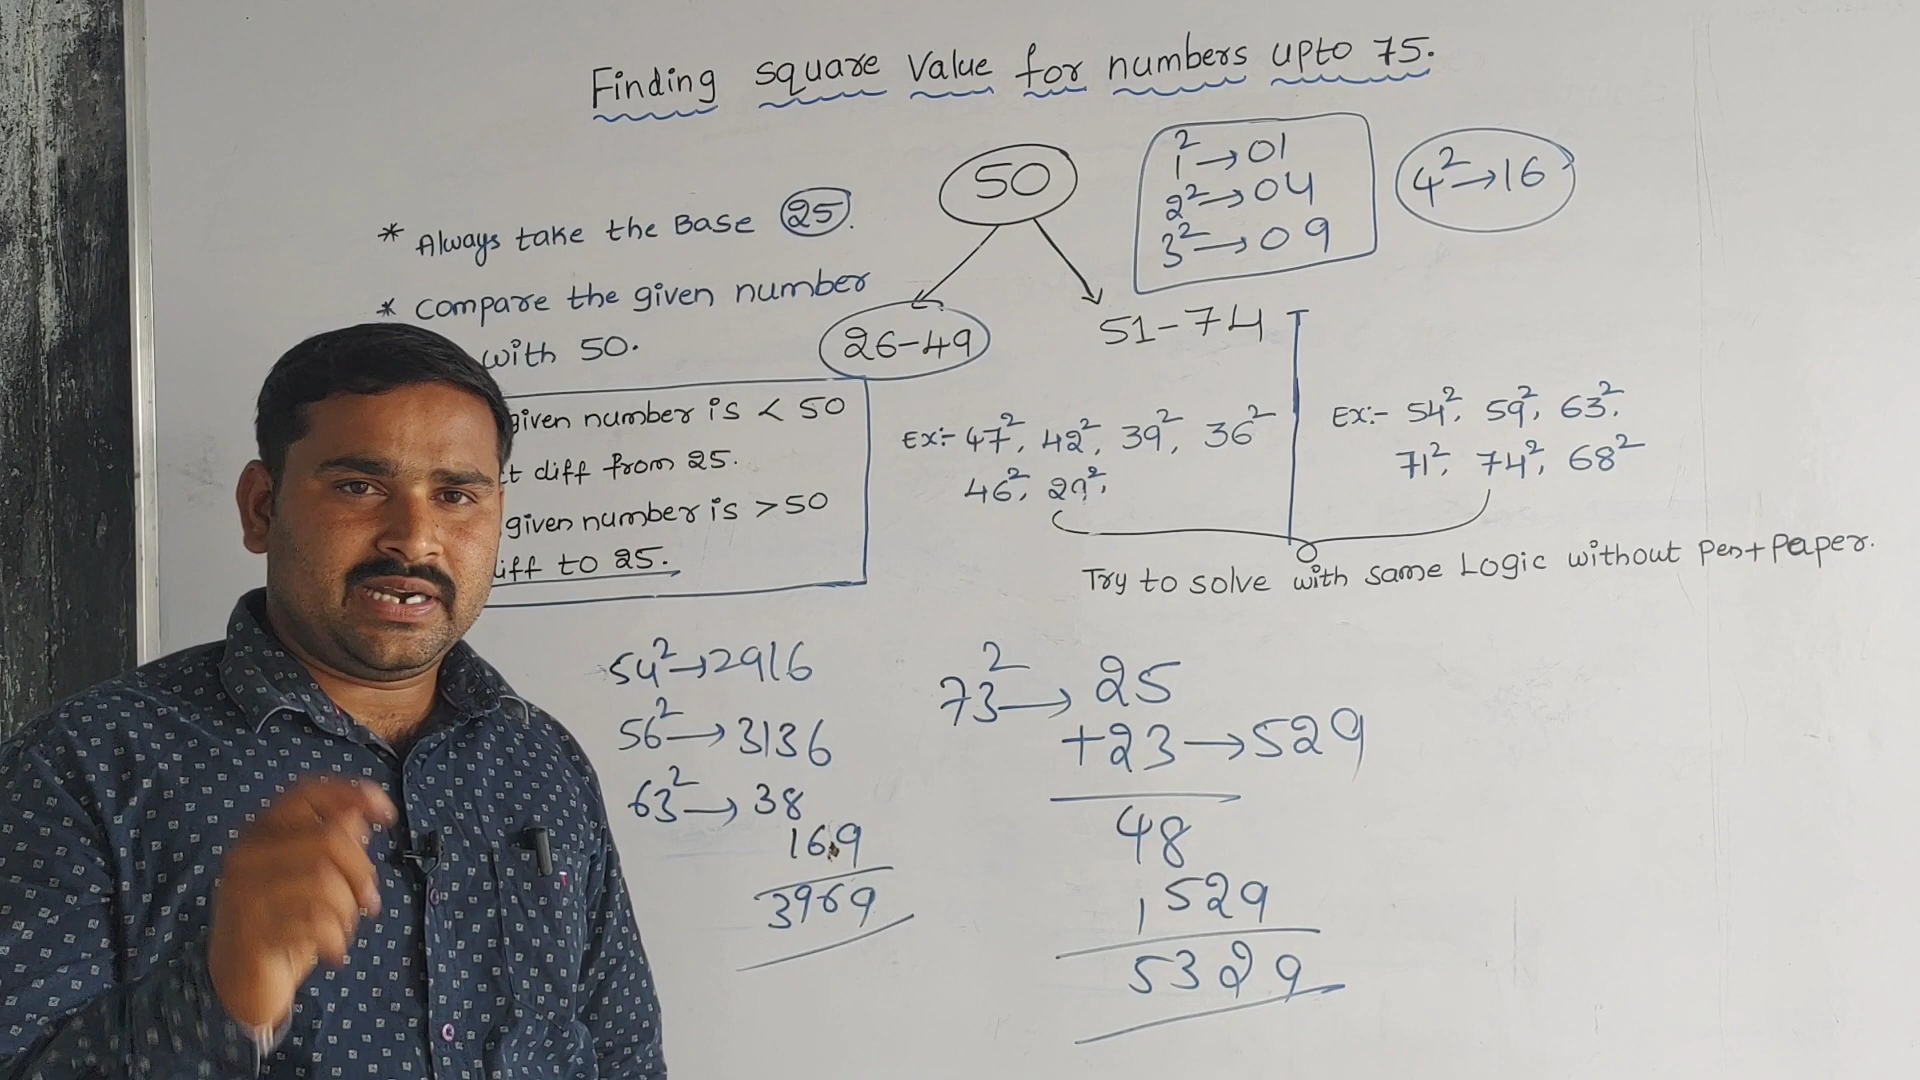 Finding square Value for numbers upto 75.
50
1² → 01
2² → 04
3² → 09
4² → 16
* Always take the Base 25.
* Compare the given number
with 50.
26-49
51-74
given number is < 50
diff from 25.
given number is > 50
diff to 25.
Ex:- 47², 42², 39², 36²
46², 29²,
Ex:- 54², 59², 63²,
71², 74², 68²
Try to solve with same Logic without Pen+Paper.
54² → 2916
56² → 3136
63² → 38
169
3969
73² → 25
+23 → 529
48
1 529
5329